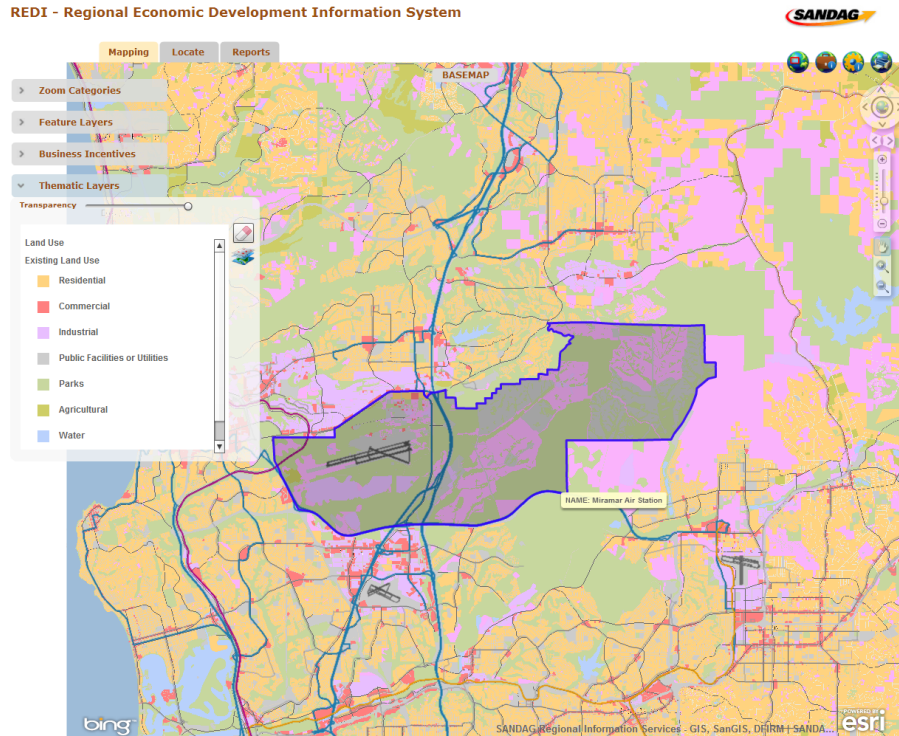 REDI - Regional Economic Development Information System
SANDAG
Mapping Locate Reports
BASEMAP
Zoom Categories
Feature Layers
Business Incentives
Thematic Layers
Transparency
Land Use
Existing Land Use
Residential
Commercial
Industrial
Public Facilities or Utilities
Parks
Agricultural
Water
NAME: Miramar Air Station
bing
SANDAG Regional Information Services - GIS, SanGIS, DFIRM | SANDA...
POWERED BY
esri